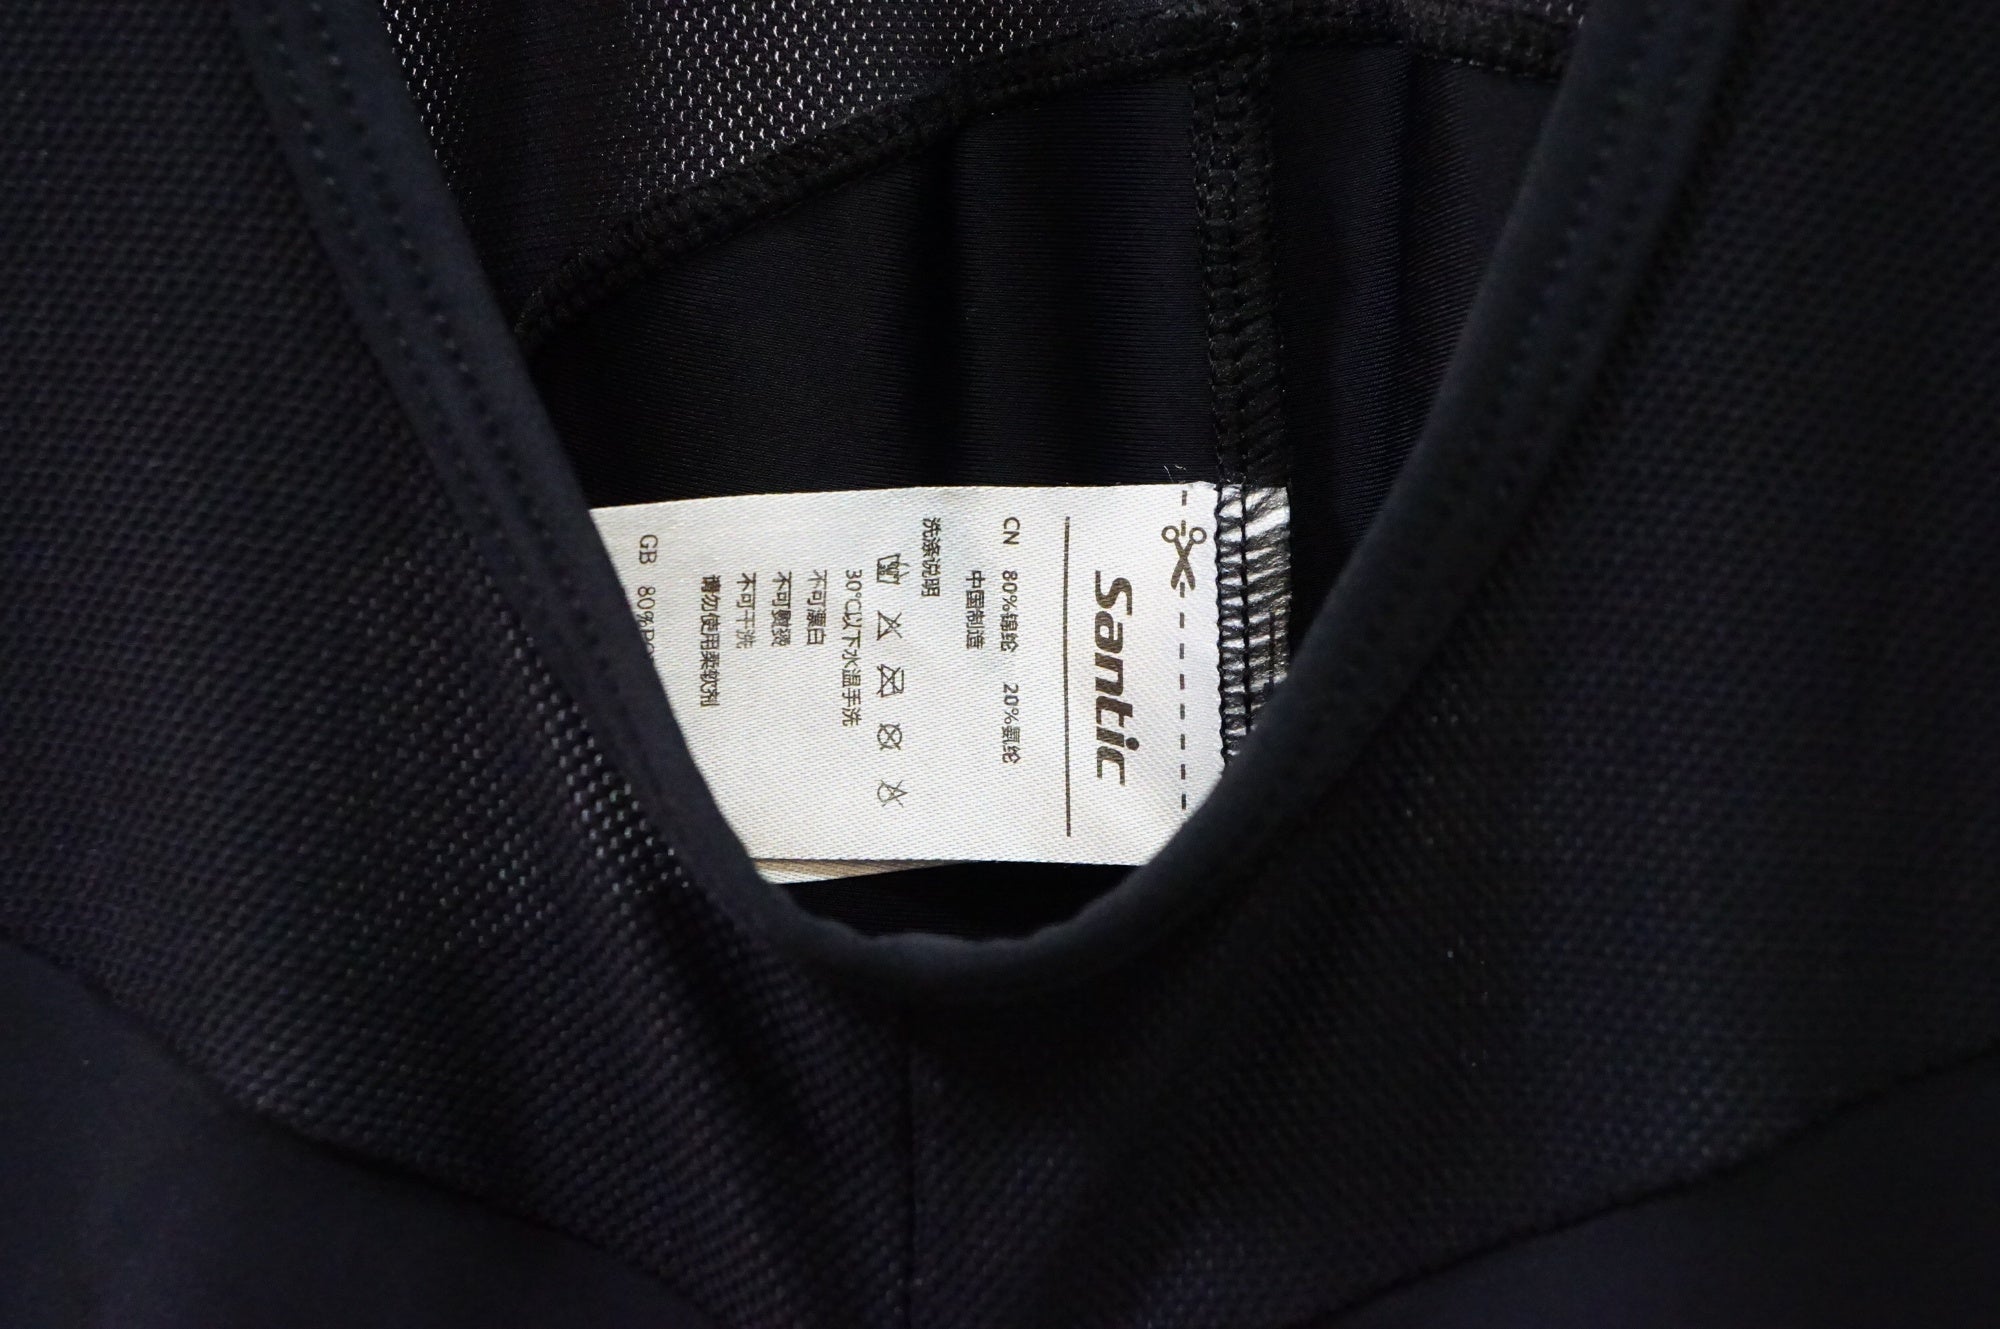 Santic
CN 80%锦纶 20%氨纶
中国制造
洗涤说明
30℃以下水温手洗
不可漂白
不可翻转
不可干洗
请勿使用柔软剂
GB 80%